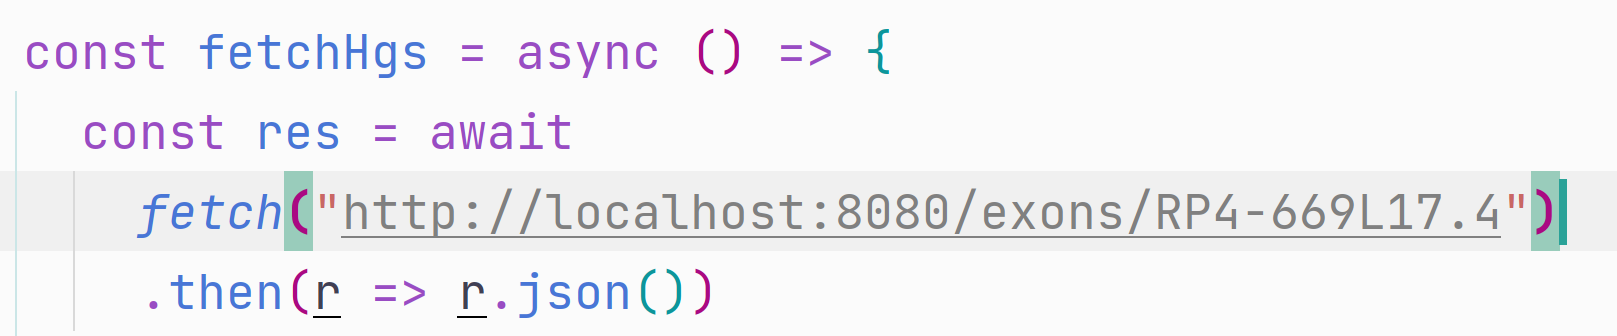 const fetchHgs = async () => {
const res = await
fetch("http://localhost:8080/exons/RP4-669L17.4")
.then(r => r.json())